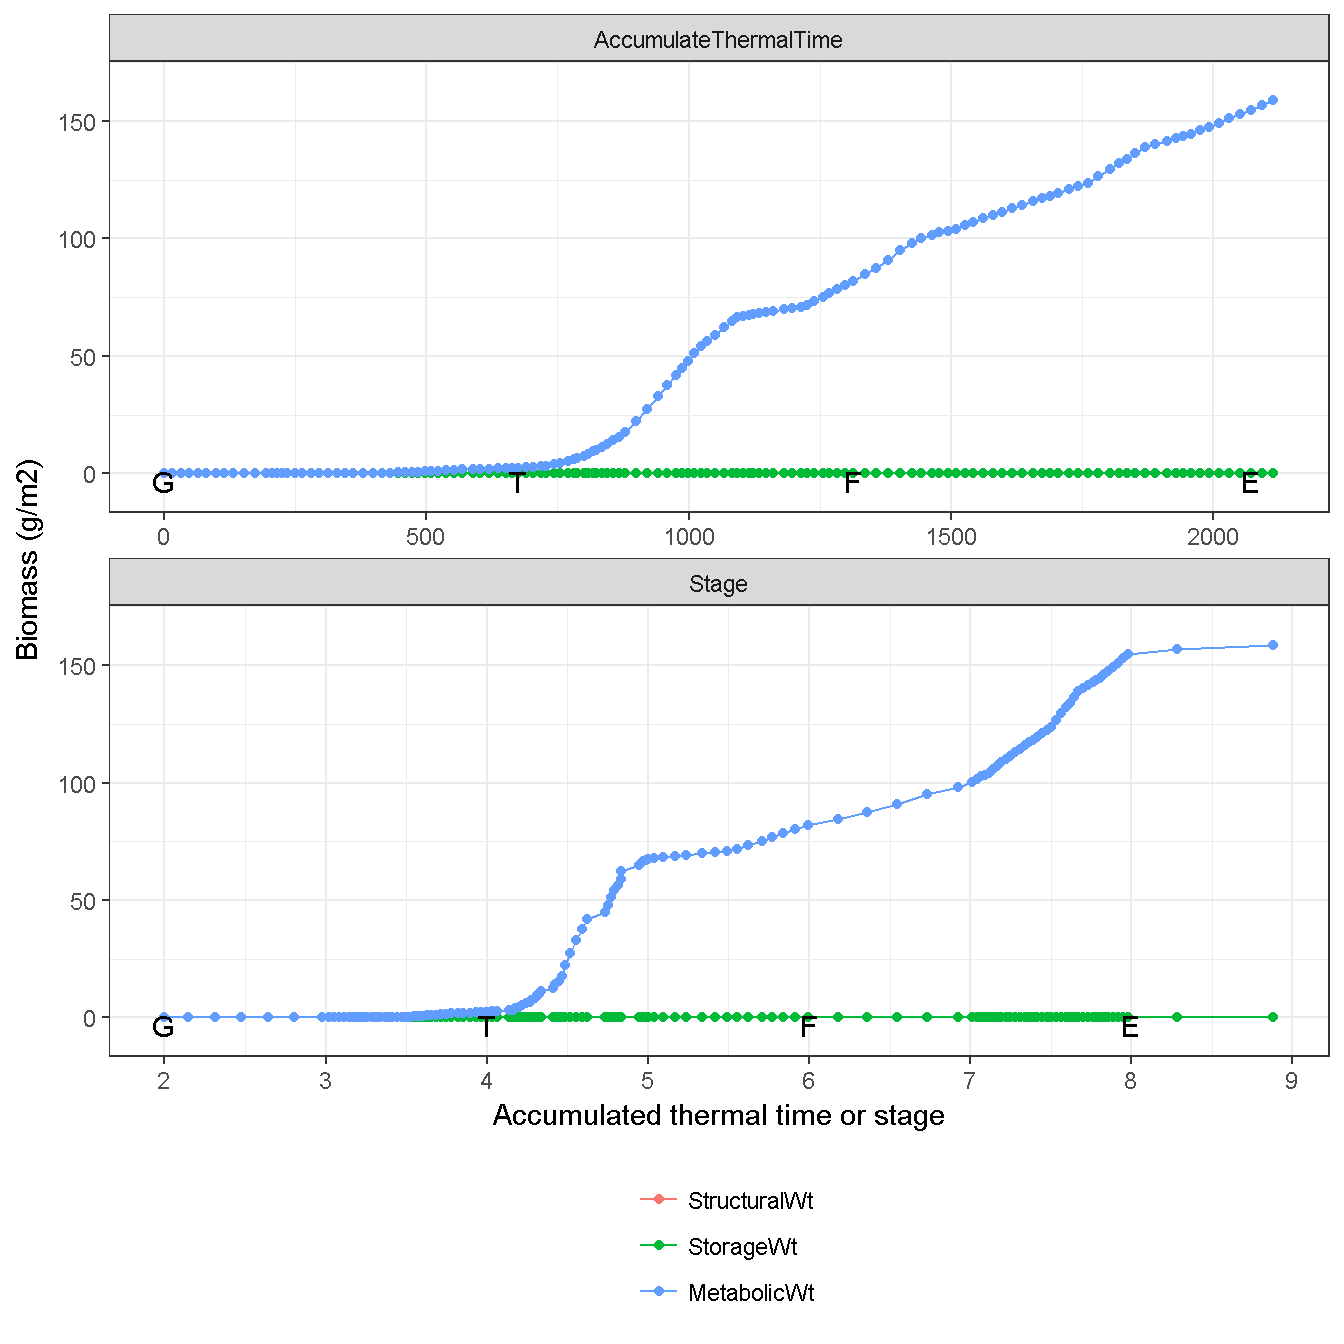 AccumulateThermalTime
150
100
50
0
G T F E
0 500 1000 1500 2000
Biomass (g/m2)
Stage
150
100
50
0
G T F E
2 3 4 5 6 7 8 9
Accumulated thermal time or stage
StructuralWt
StorageWt
MetabolicWt